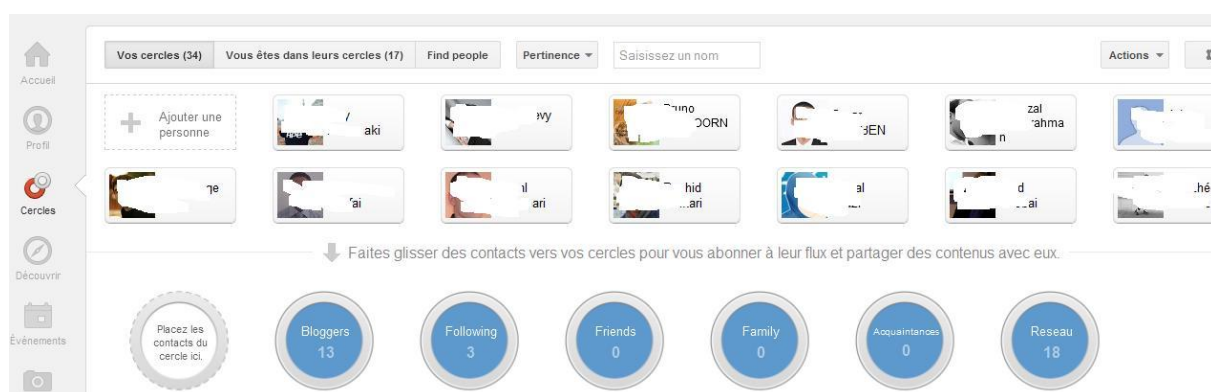 Vos cercles (34) Vous êtes dans leurs cercles (17) Find people Pertinence Saisissez un nom Actions
Accueil
Ajouter une
personne
Profil
Cercles
Faites glisser des contacts vers vos cercles pour vous abonner à leur flux et partager des contenus avec eux.
Découvrir
Événements
Placez les
contacts du
cercle ici.
Bloggers
13
Following
3
Friends
0
Family
0
Acquaintances
0
Reseau
18